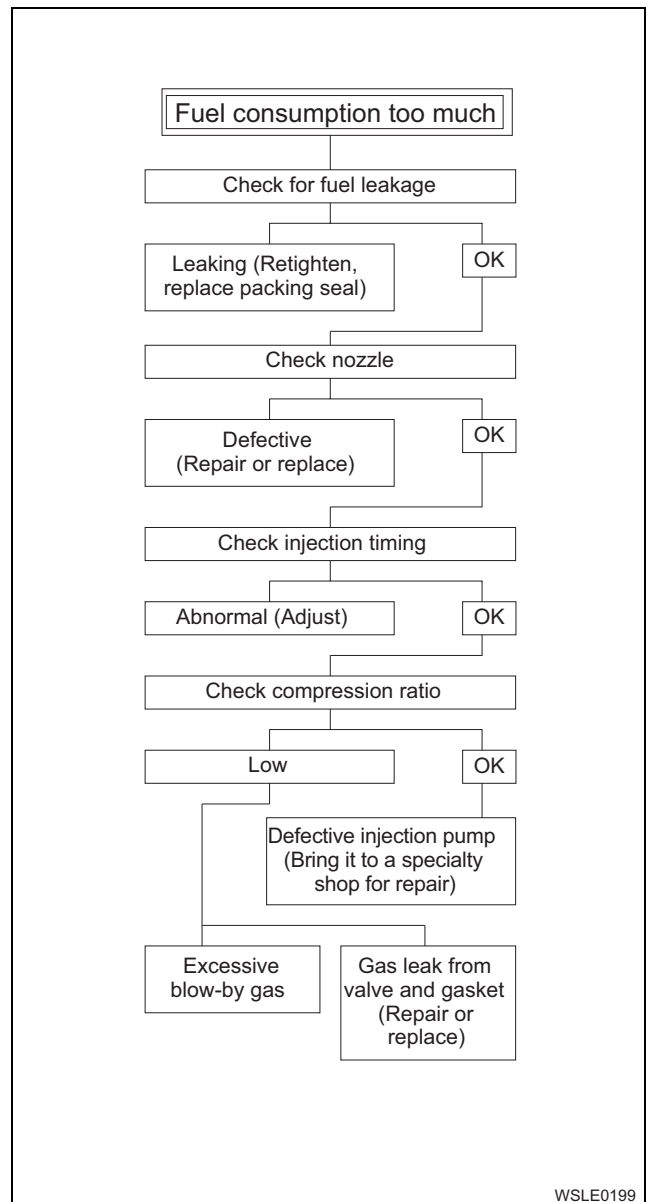 Fuel consumption too much
Check for fuel leakage
Leaking (Retighten,
replace packing seal)
OK
Check nozzle
Defective
(Repair or replace)
OK
Check injection timing
Abnormal (Adjust)
OK
Check compression ratio
Low
OK
Defective injection pump
(Bring it to a specialty
shop for repair)
Excessive
blow-by gas
Gas leak from
valve and gasket
(Repair or
replace)
WSLE0199